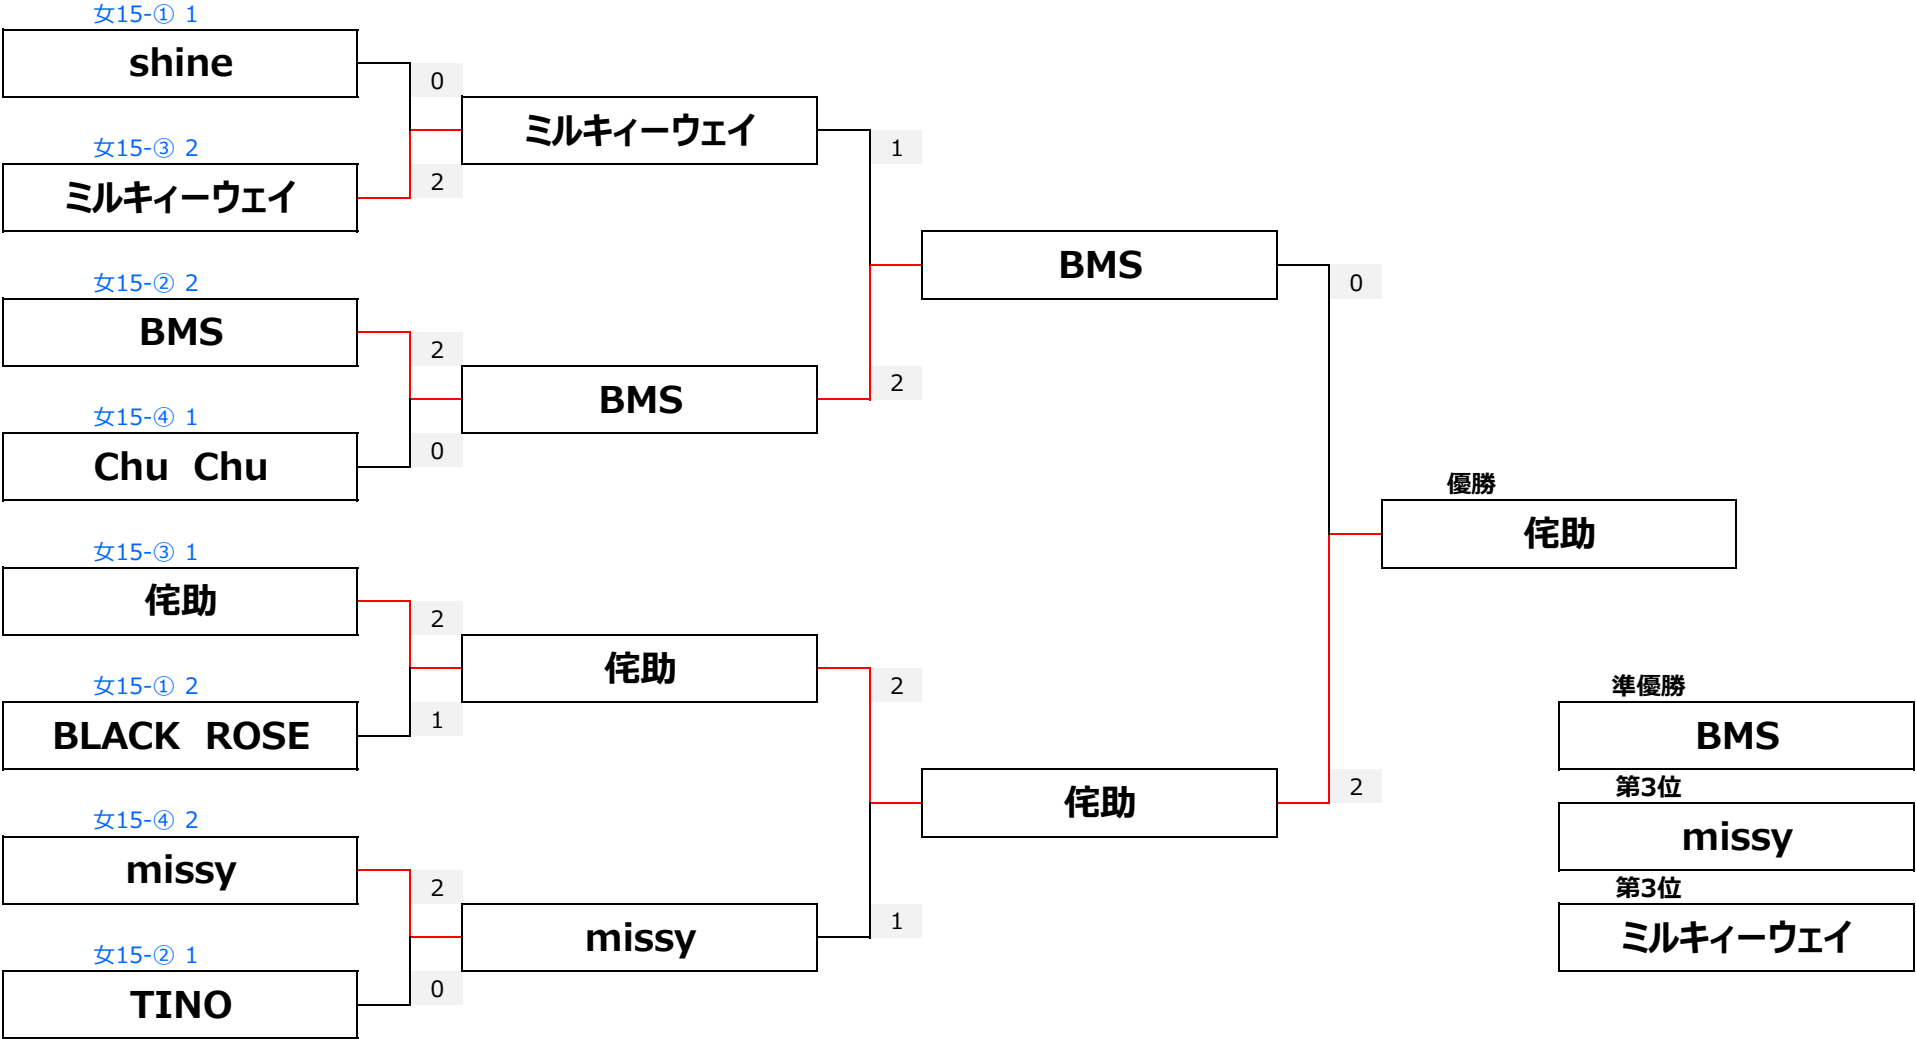 女15-① 1
shine
0
ミルキィーウェイ
女15-③ 2
2
ミルキィーウェイ
1
女15-② 2
BMS
2
BMS
BMS
0
女15-④ 1
2
Chu Chu
0
優勝
侘助
女15-③ 1
侘助
2
侘助
女15-① 2
2
BLACK ROSE
1
準優勝
BMS
侘助
2
第3位
missy
女15-④ 2
missy
2
missy
1
第3位
ミルキィーウェイ
女15-② 1
TINO
0